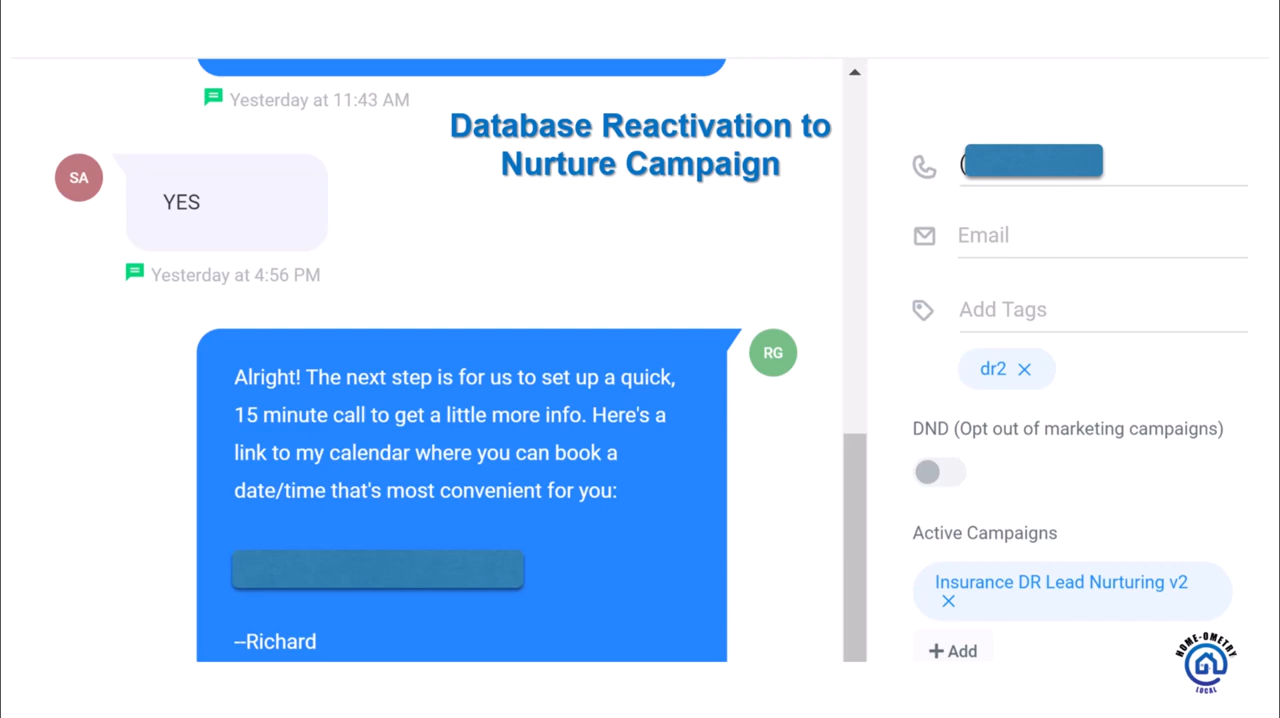 Yesterday at 11:43 AM
Database Reactivation to
Nurture Campaign
SA
YES
Yesterday at 4:56 PM
RG
Alright! The next step is for us to set up a quick,
15 minute call to get a little more info. Here's a
link to my calendar where you can book a
date/time that's most convenient for you:
--Richard
(
Email
Add Tags
dr2 ×
DND (Opt out of marketing campaigns)
Active Campaigns
Insurance DR Lead Nurturing v2
×
+ Add
HOME-OMETRY
LOCAL